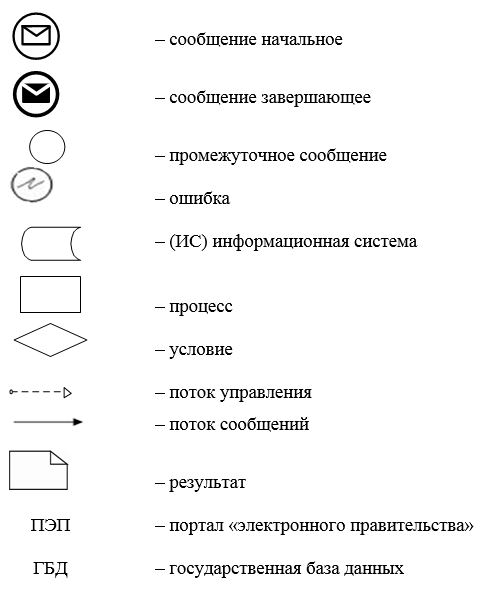 – сообщение начальное
– сообщение завершающее
– промежуточное сообщение
– ошибка
– (ИС) информационная система
– процесс
– условие
– поток управления
– поток сообщений
– результат
ПЭП – портал «электронного правительства»
ГБД – государственная база данных